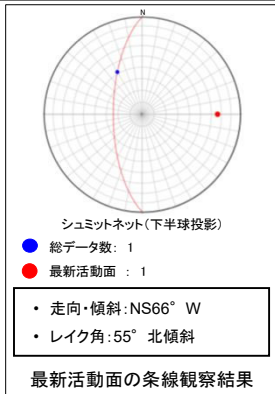 N
シュミットネット(下半球投影)
総データ数: 1
最新活動面 : 1
・ 走向・傾斜:NS66° W
・ レイク角:55° 北傾斜
最新活動面の条線観察結果